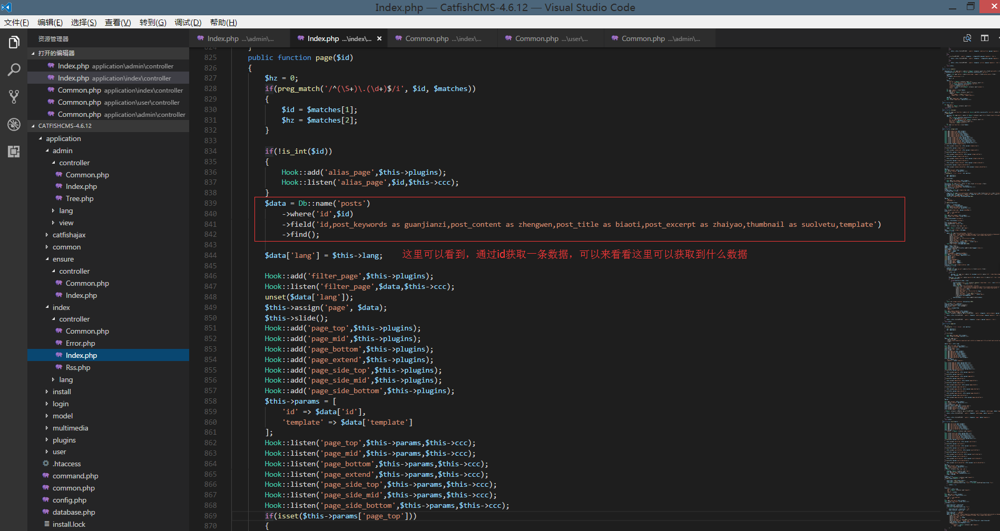 Index.php — CatfishCMS-4.6.12 — Visual Studio Code
文件(F) 编辑(E) 选择(S) 查看(V) 转到(G) 调试(D) 帮助(H)
资源管理器
打开的编辑器
Index.php application\admin\controller
Index.php application\index\controller
Common.php application\index\controller
Common.php application\user\controller
Common.php application\admin\controller
CATFISHCMS-4.6.12
application
admin
controller
Common.php
Index.php
Tree.php
lang
view
catfishajax
common
ensure
controller
Common.php
Index.php
index
controller
Common.php
Error.php
Index.php
Rss.php
lang
install
login
model
multimedia
plugins
user
.htaccess
command.php
common.php
config.php
database.php
install.lock
Index.php ...\admin\... Index.php ...\index\... × Common.php ...\index\... Common.php ...\user\... Common.php ...\admin\...
824 }
825 public function page($id)
826 {
827 $hz = 0;
828 if(preg_match('/^(\S+)\.(\d+)$/i', $id, $matches))
829 {
830 $id = $matches[1];
831 $hz = $matches[2];
832 }
833
834 if(!is_int($id))
835 {
836 Hook::add('alias_page',$this->plugins);
837 Hook::listen('alias_page',$id,$this->ccc);
838 }
839 $data = Db::name('posts')
840 ->where('id',$id)
841 ->field('id,post_keywords as guanjianzi,post_content as zhengwen,post_title as biaoti,post_excerpt as zhaiyao,thumbnail as suolvetu,template')
842 ->find();
843
844 $data['lang'] = $this->lang; 这里可以看到，通过id获取一条数据，可以来看看这里可以获取到什么数据
845
846 Hook::add('filter_page',$this->plugins);
847 Hook::listen('filter_page',$data,$this->ccc);
848 unset($data['lang']);
849 $this->assign('page', $data);
850 $this->slide();
851 Hook::add('page_top',$this->plugins);
852 Hook::add('page_mid',$this->plugins);
853 Hook::add('page_bottom',$this->plugins);
854 Hook::add('page_extend',$this->plugins);
855 Hook::add('page_side_top',$this->plugins);
856 Hook::add('page_side_mid',$this->plugins);
857 Hook::add('page_side_bottom',$this->plugins);
858 $this->params = [
859 'id' => $data['id'],
860 'template' => $data['template']
861 ];
862 Hook::listen('page_top',$this->params,$this->ccc);
863 Hook::listen('page_mid',$this->params,$this->ccc);
864 Hook::listen('page_bottom',$this->params,$this->ccc);
865 Hook::listen('page_extend',$this->params,$this->ccc);
866 Hook::listen('page_side_top',$this->params,$this->ccc);
867 Hook::listen('page_side_mid',$this->params,$this->ccc);
868 Hook::listen('page_side_bottom',$this->params,$this->ccc);
869 if(isset($this->params['page_top']))
870 {